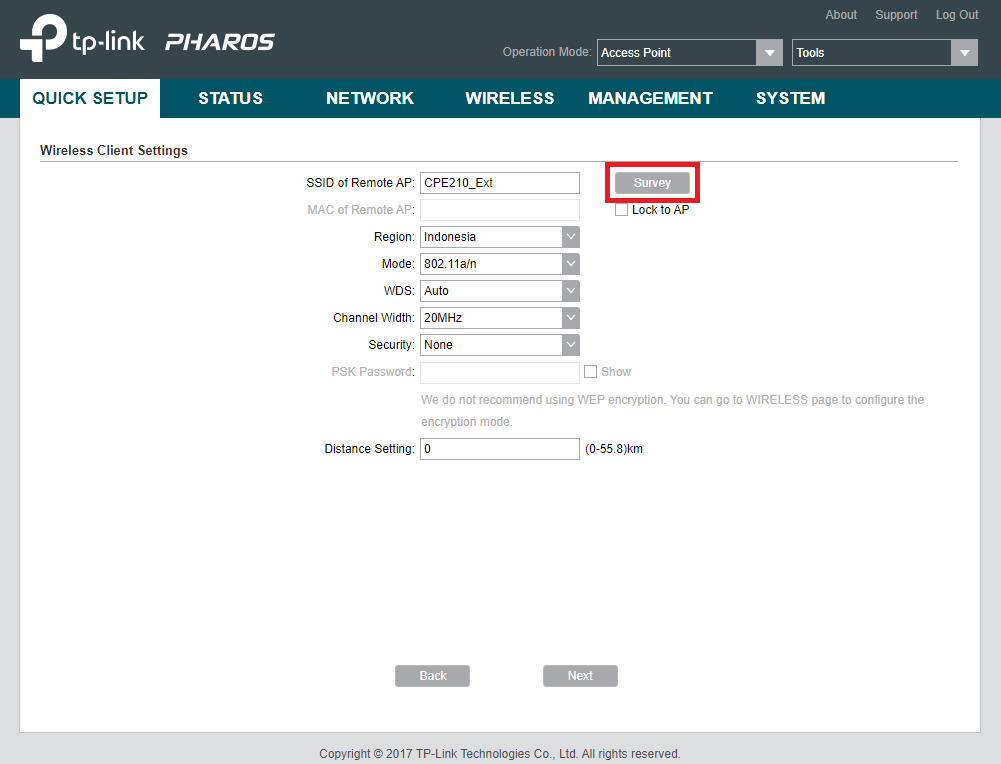 About Support Log Out
tp-link PHAROS
Operation Mode: Access Point Tools
QUICK SETUP STATUS NETWORK WIRELESS MANAGEMENT SYSTEM
Wireless Client Settings
SSID of Remote AP: CPE210_Ext Survey
MAC of Remote AP: Lock to AP
Region: Indonesia
Mode: 802.11a/n
WDS: Auto
Channel Width: 20MHz
Security: None
PSK Password: Show
We do not recommend using WEP encryption. You can go to WIRELESS page to configure the
encryption mode.
Distance Setting: 0 (0-55.8)km
Back Next
Copyright © 2017 TP-Link Technologies Co., Ltd. All rights reserved.